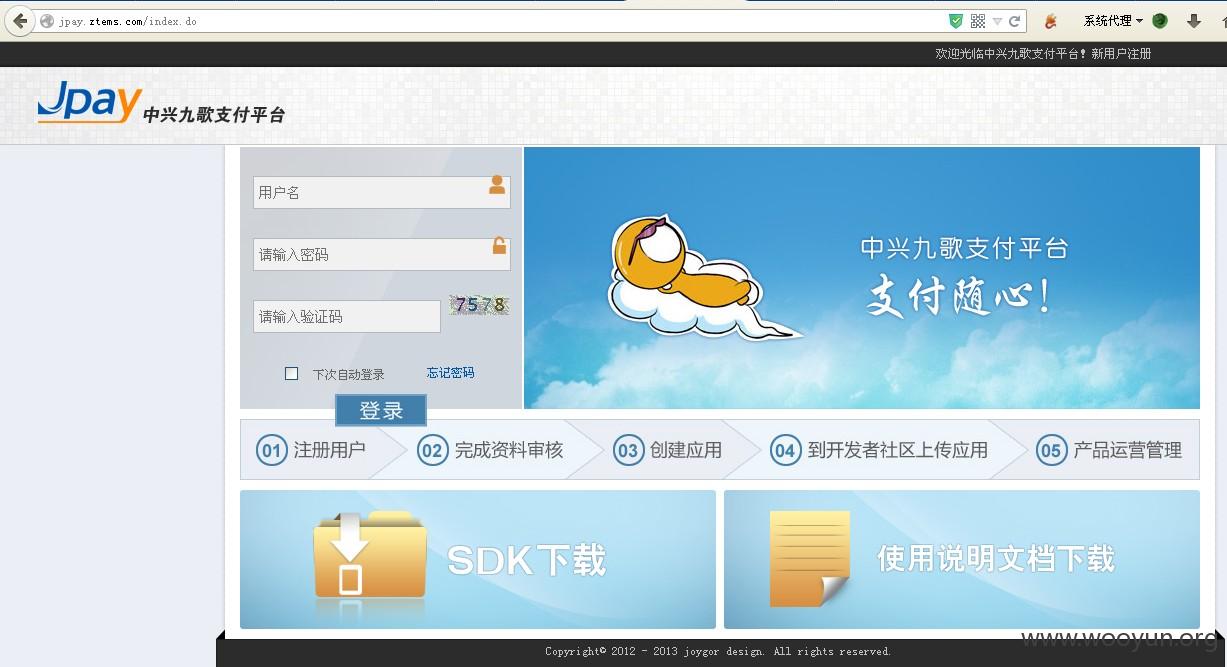 jpay.ztems.com/index.do
系统代理
欢迎光临中兴九歌支付平台! 新用户注册
Jpay 中兴九歌支付平台
用户名
请输入密码
请输入验证码
7578
下次自动登录
忘记密码
登录
中兴九歌支付平台
支付随心!
01 注册用户
02 完成资料审核
03 创建应用
04 到开发者社区上传应用
05 产品运营管理
SDK下载
使用说明文档下载
www.wooyun.org
Copyright© 2012 - 2013 joygor design. All rights reserved.